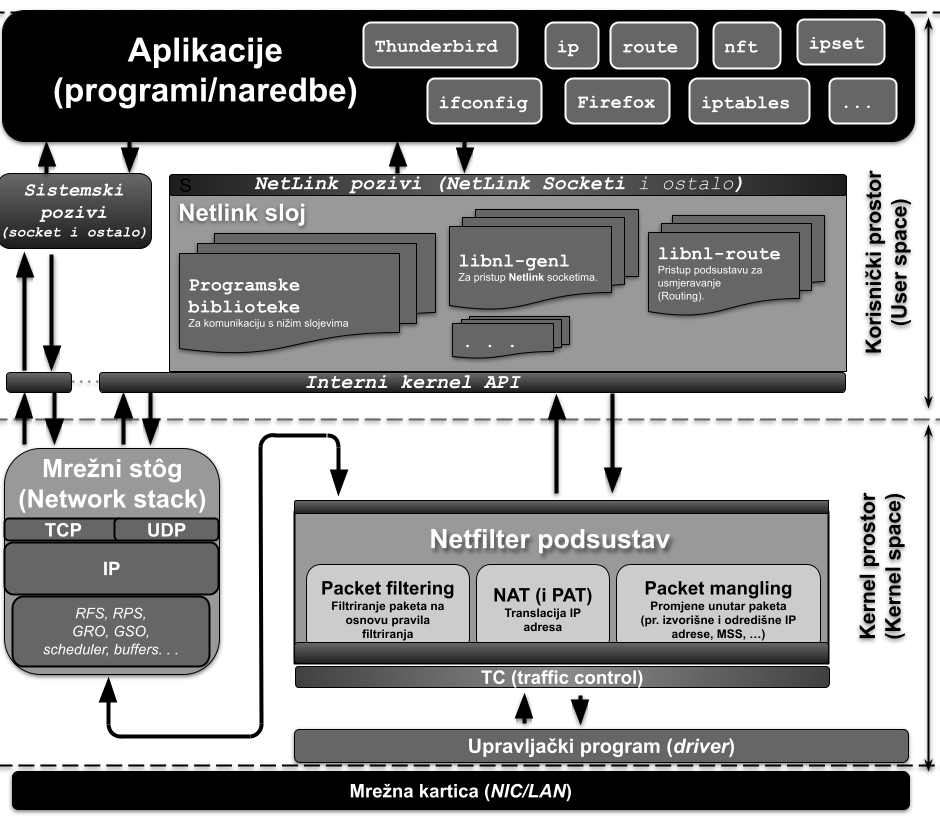 Aplikacije
(programi/naredbe)
Thunderbird
ip
route
nft
ipset
ifconfig
Firefox
iptables
...
Sistemski
pozivi
(socket i ostalo)
S
NetLink pozivi (NetLink Socketi i ostalo)
Netlink sloj
Programske
biblioteke
Za komunikaciju s nižim slojevima
libnl-genl
Za pristup Netlink socketima.
. . .
libnl-route
Pristup podsustavu za
usmjeravanje
(Routing).
Interni kernel API
Korisnički prostor
(User space)
Mrežni stôg
(Network stack)
TCP
UDP
IP
RFS, RPS,
GRO, GSO,
scheduler, buffers. . .
Netfilter podsustav
Packet filtering
Filtriranje paketa na
osnovu pravila
filtriranja
NAT (i PAT)
Translacija IP
adresa
Packet mangling
Promjene unutar paketa
(pr. izvorišne i odredišne IP
adrese, MSS, ...)
TC (traffic control)
Upravljački program (driver)
Kernel prostor
(Kernel space)
Mrežna kartica (NIC/LAN)